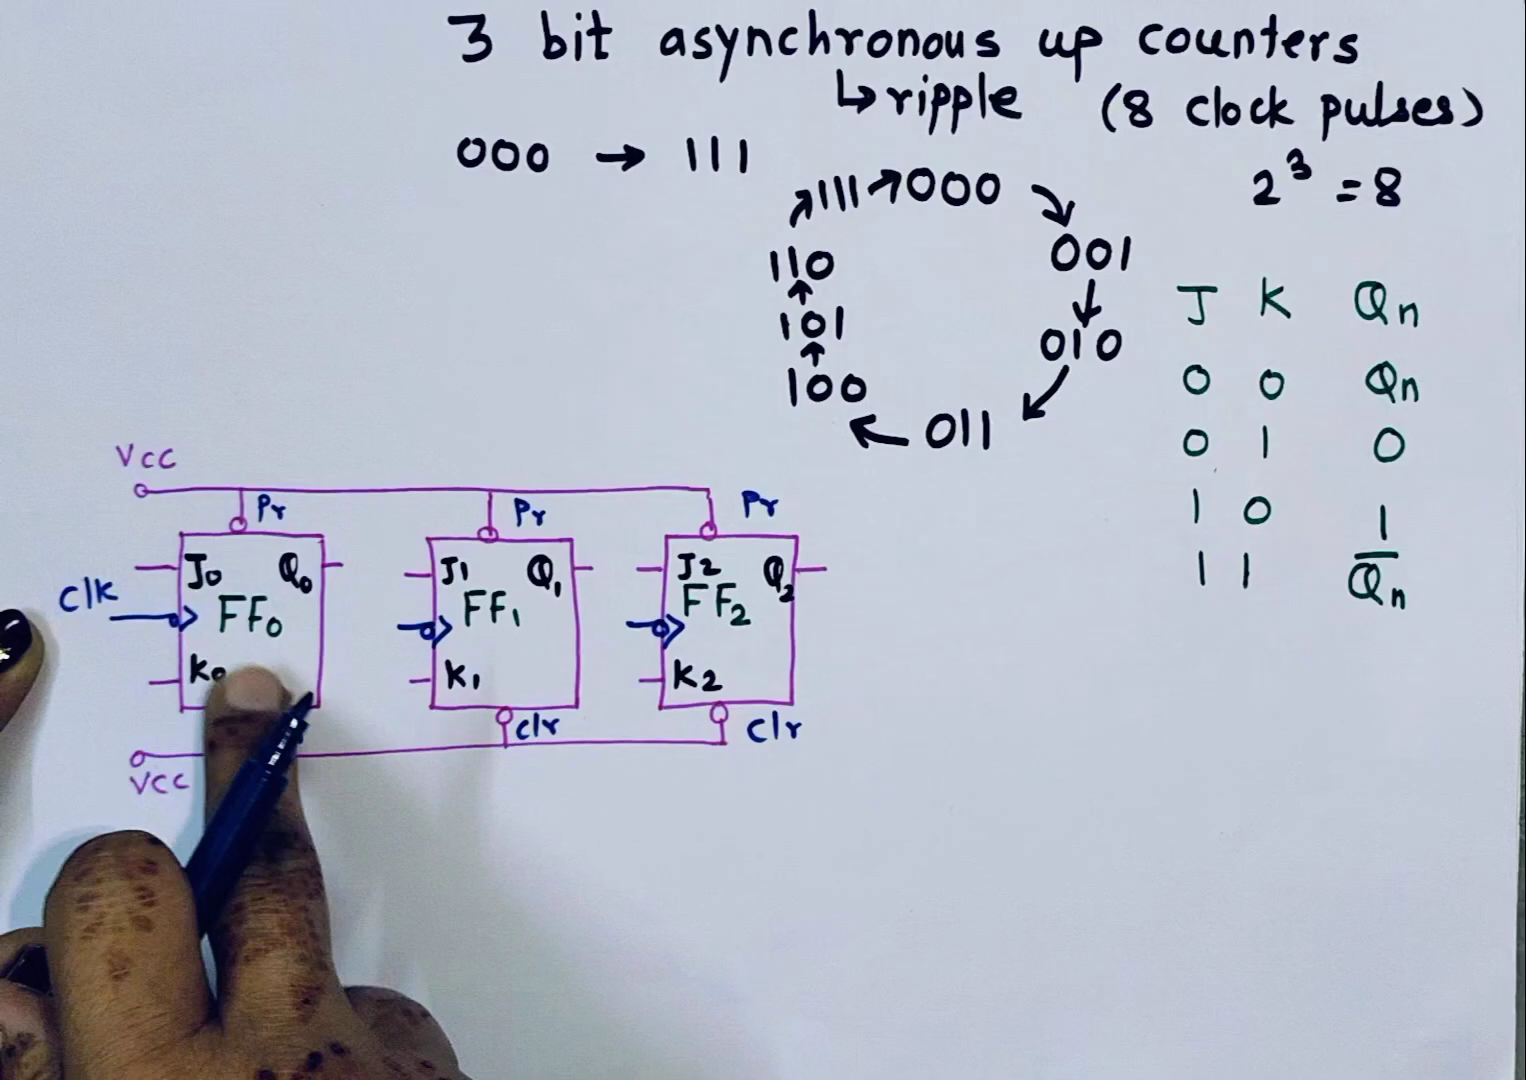 3 bit asynchronous up counters
↳ ripple (8 clock pulses)
000 → 111
2³ = 8
111 → 000
001
010
011
100
101
110
J K Qn
0 0 Qn
0 1 0
1 0 1
1 1 Q̅n
Vcc
Pr Pr Pr
J0 Q0 J1 Q1 J2 Q2
Clk FF0 FF1 FF2
K0 K1 K2
Clr Clr
Vcc